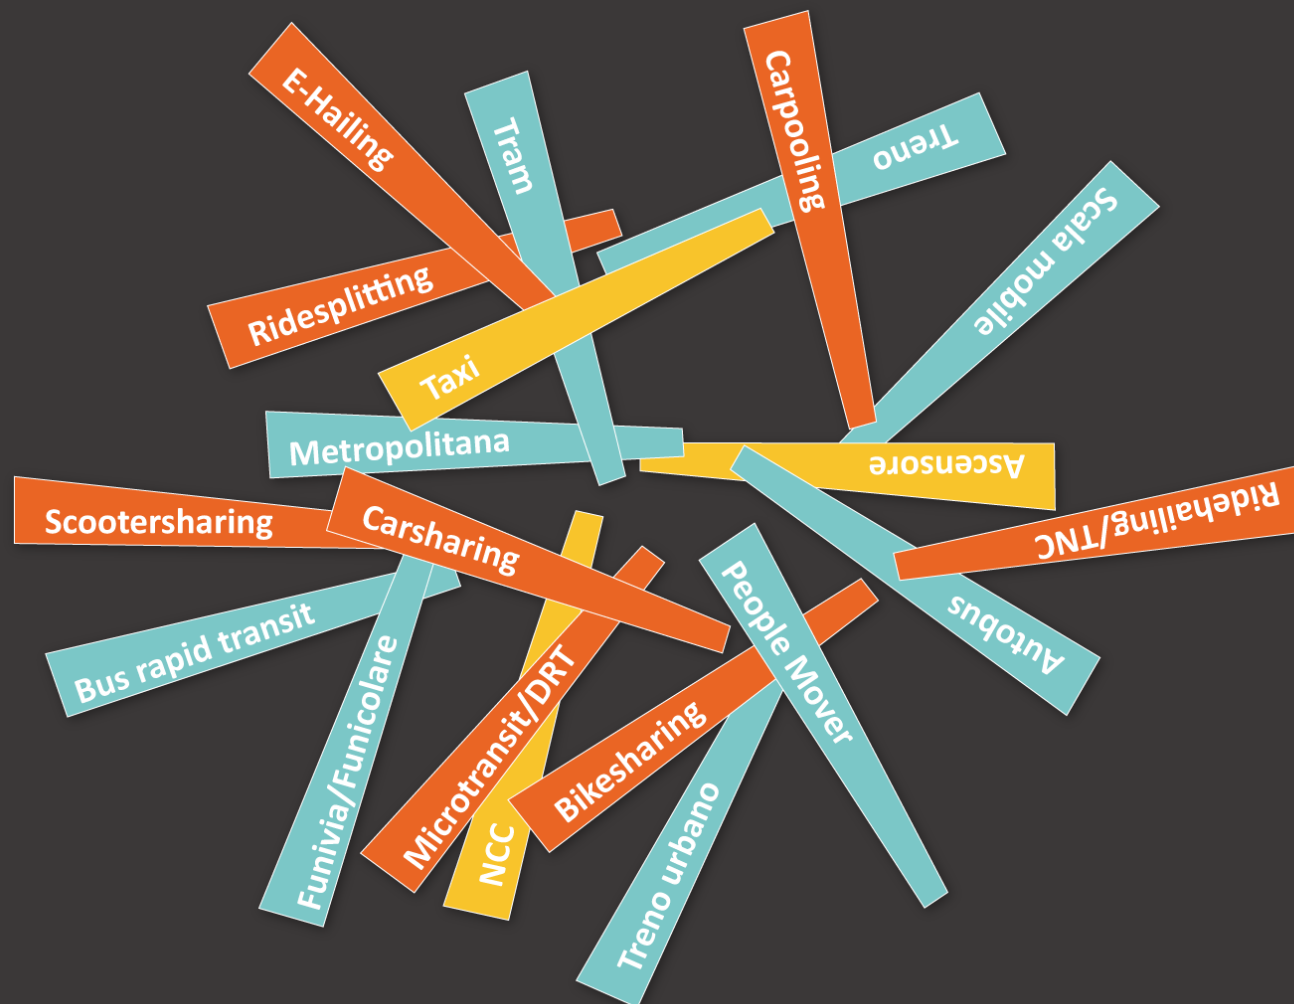 E-Hailing
Tram
Carpooling
Treno
Scala mobile
Ridesplitting
Taxi
Metropolitana
Ascensore
Scootersharing
Carsharing
Ridehailing/TNC
Bus rapid transit
People Mover
Autobus
Funivia/Funicolare
Microtransit/DRT
NCC
Bikesharing
Treno urbano